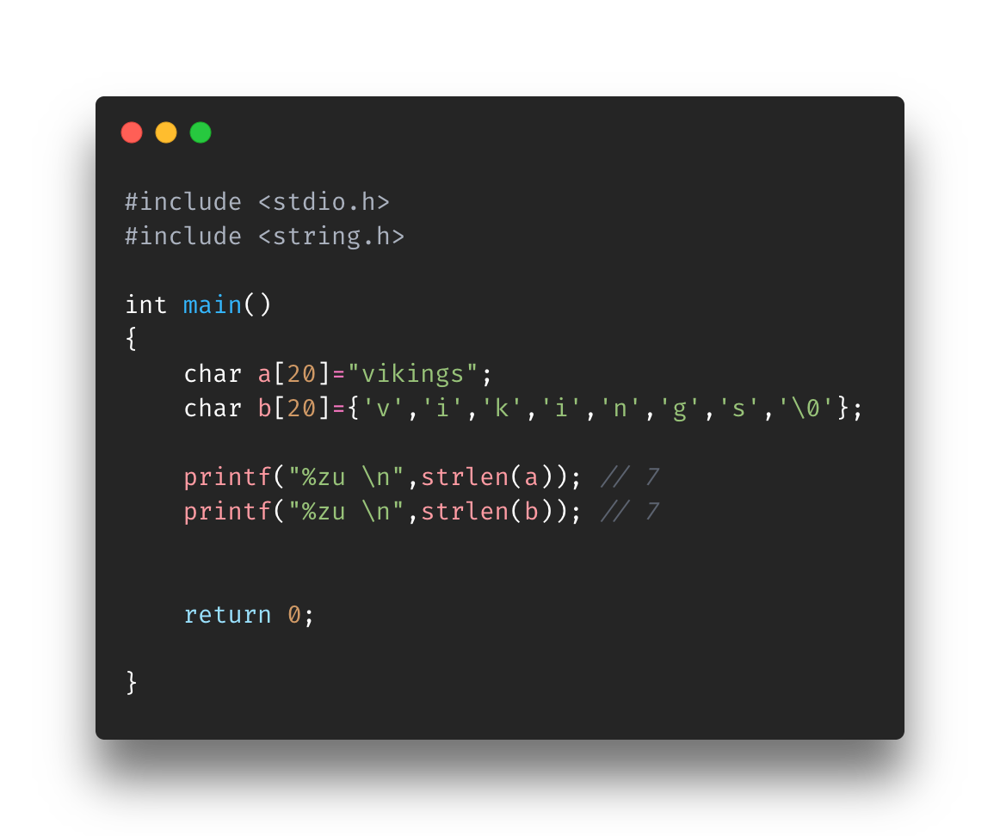 #include <stdio.h>
#include <string.h>
int main()
{
    char a[20]="vikings";
    char b[20]={'v','i','k','i','n','g','s','\0'};
    printf("%zu \n",strlen(a)); // 7
    printf("%zu \n",strlen(b)); // 7
    return 0;
}